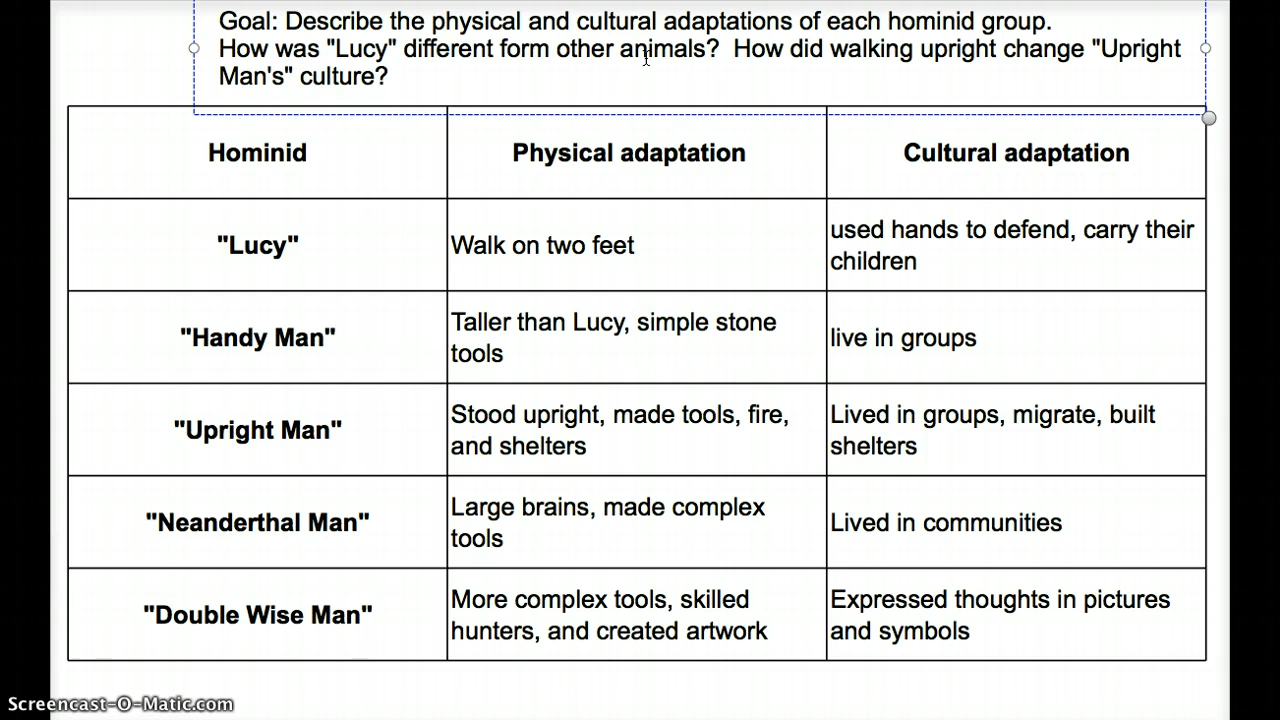 Goal: Describe the physical and cultural adaptations of each hominid group.
How was "Lucy" different form other animals?  How did walking upright change "Upright
Man's" culture?
Hominid
Physical adaptation
Cultural adaptation
"Lucy"
Walk on two feet
used hands to defend, carry their
children
"Handy Man"
Taller than Lucy, simple stone
tools
live in groups
"Upright Man"
Stood upright, made tools, fire,
and shelters
Lived in groups, migrate, built
shelters
"Neanderthal Man"
Large brains, made complex
tools
Lived in communities
"Double Wise Man"
More complex tools, skilled
hunters, and created artwork
Expressed thoughts in pictures
and symbols
Screencast-O-Matic.com